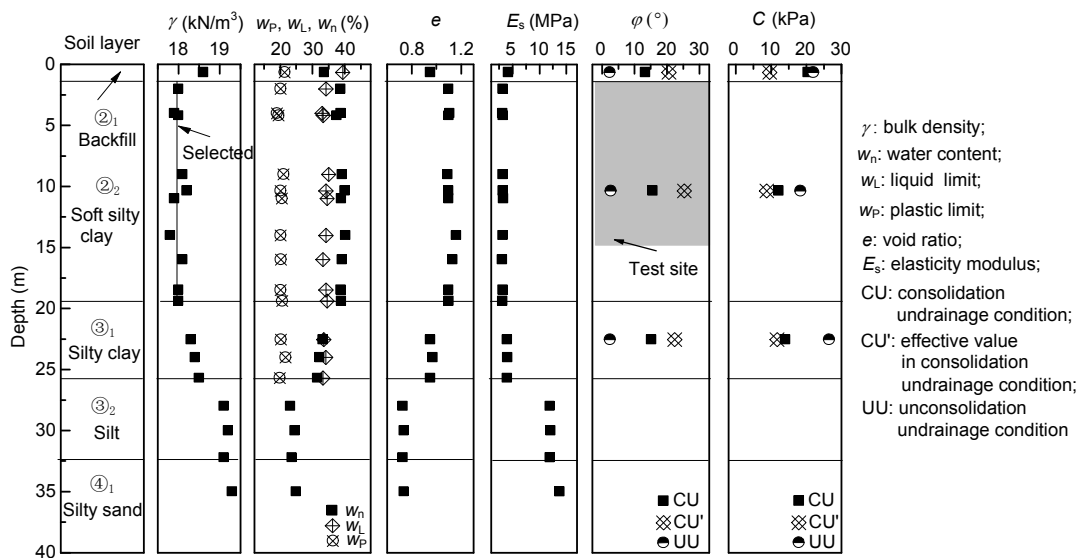 Soil layer
γ (kN/m³)
18 19
wP, wL, wn (%)
20 30 40
e
0.8 1.2
Es (MPa)
5 10 15
φ (°)
0 10 20 30
C (kPa)
10 20 30
0
5
10
15
20
25
30
35
40
Depth (m)
②1
Backfill
②2
Soft silty
clay
③1
Silty clay
③2
Silt
④1
Silty sand
Selected
Test site
wn
wL
wP
CU
CU'
UU
CU
CU'
UU
γ: bulk density;
wn: water content;
wL: liquid limit;
wP: plastic limit;
e: void ratio;
Es: elasticity modulus;
CU: consolidation
undrainage condition;
CU': effective value
in consolidation
undrainage condition;
UU: unconsolidation
undrainage condition